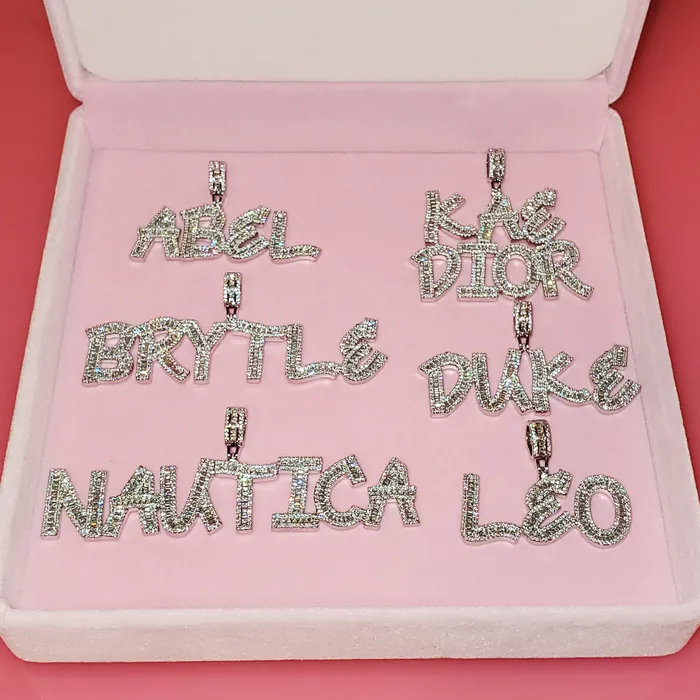 ABEL
KAE
DIOR
BRYTLE
DUKE
NAUTICA
LEO